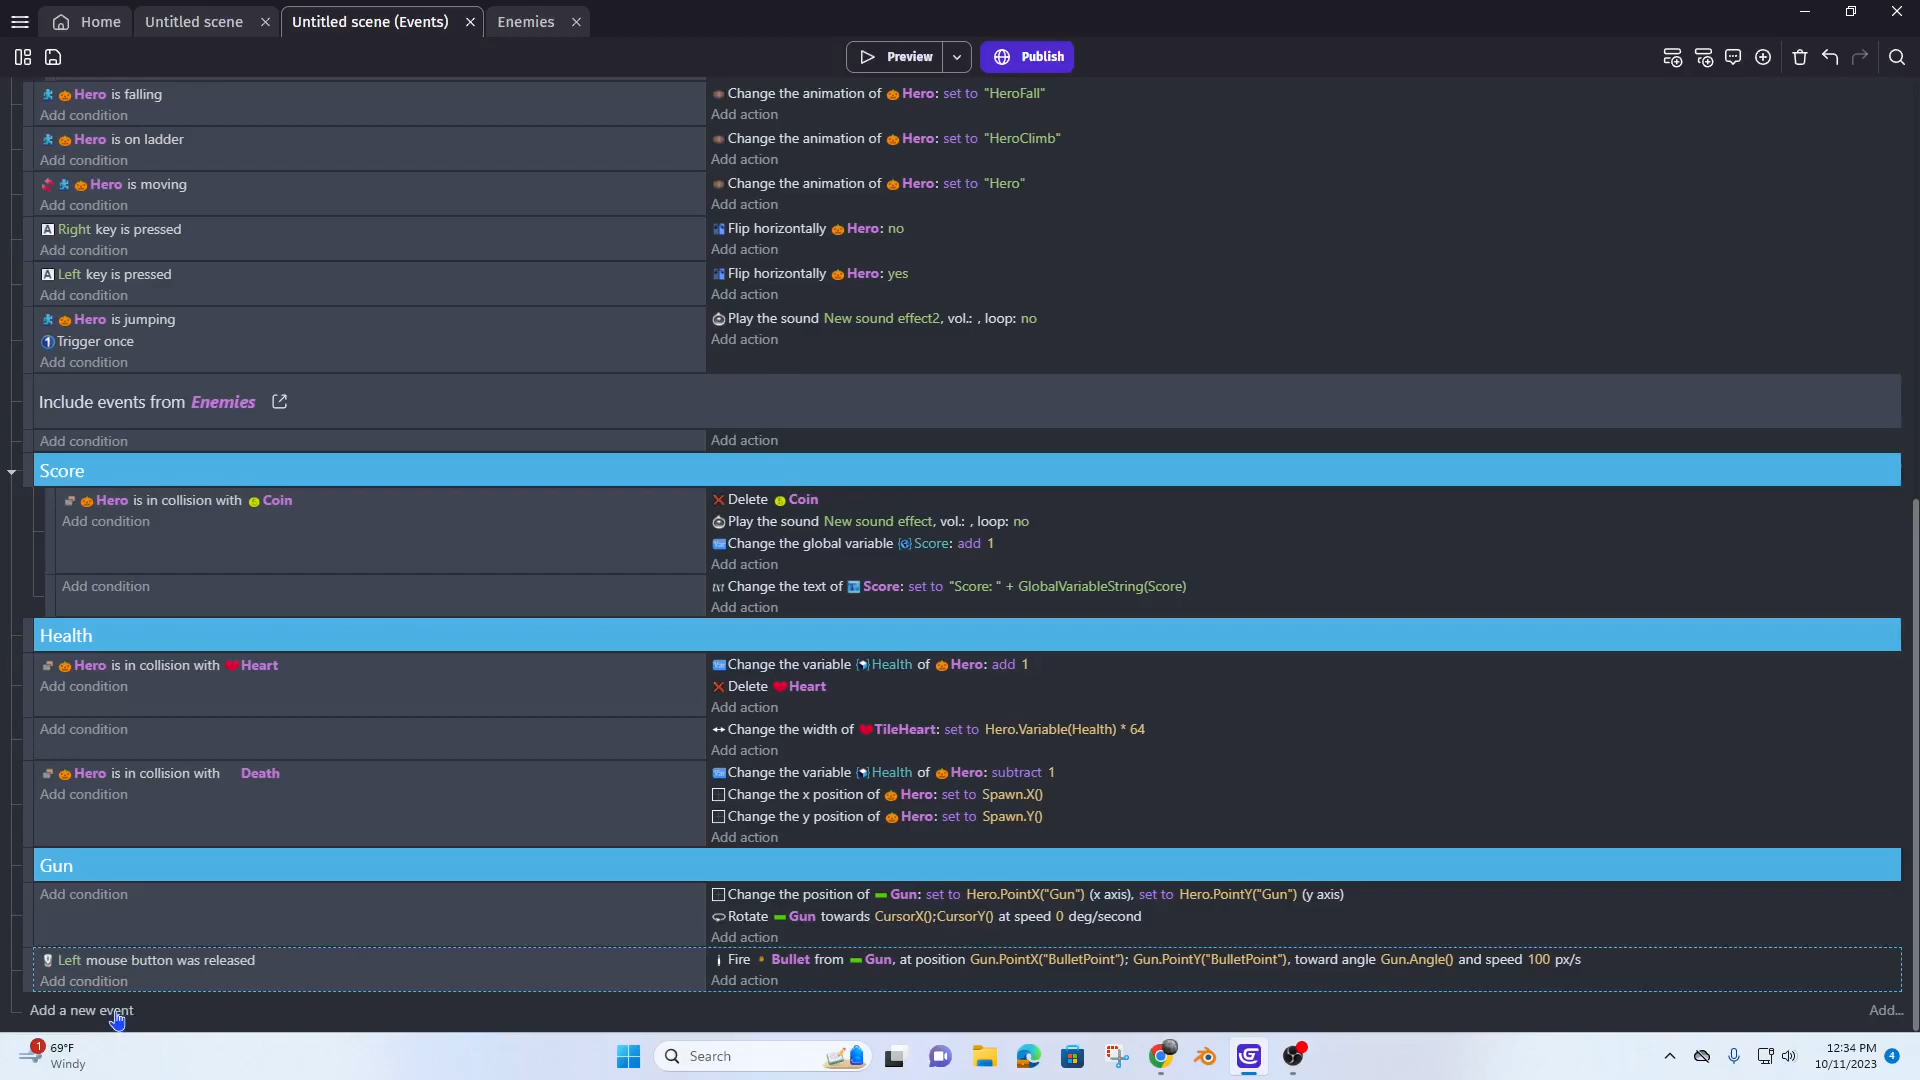 Home
Untitled scene
Untitled scene (Events)
Enemies
Preview
Publish
Hero is falling
Change the animation of Hero: set to "HeroFall"
Add condition
Add action
Hero is on ladder
Change the animation of Hero: set to "HeroClimb"
Add condition
Add action
Hero is moving
Change the animation of Hero: set to "Hero"
Add condition
Add action
A Right key is pressed
Flip horizontally Hero: no
Add condition
Add action
A Left key is pressed
Flip horizontally Hero: yes
Add condition
Add action
Hero is jumping
Play the sound New sound effect2, vol.: , loop: no
1 Trigger once
Add action
Add condition
Include events from Enemies
Add condition
Add action
Score
Hero is in collision with Coin
Delete Coin
Add condition
Play the sound New sound effect, vol.: , loop: no
Var Change the global variable Score: add 1
Add action
Add condition
txt Change the text of Score: set to "Score: " + GlobalVariableString(Score)
Add action
Health
Hero is in collision with Heart
Var Change the variable Health of Hero: add 1
Add condition
Delete Heart
Add action
Add condition
Change the width of TileHeart: set to Hero.Variable(Health) * 64
Add action
Hero is in collision with Death
Var Change the variable Health of Hero: subtract 1
Add condition
Change the x position of Hero: set to Spawn.X()
Change the y position of Hero: set to Spawn.Y()
Add action
Gun
Add condition
Change the position of Gun: set to Hero.PointX("Gun") (x axis), set to Hero.PointY("Gun") (y axis)
Rotate Gun towards CursorX();CursorY() at speed 0 deg/second
Add action
Left mouse button was released
Fire Bullet from Gun, at position Gun.PointX("BulletPoint"); Gun.PointY("BulletPoint"), toward angle Gun.Angle() and speed 100 px/s
Add condition
Add action
Add a new event
Add...
1
69°F
Windy
Search
12:34 PM
10/11/2023
4